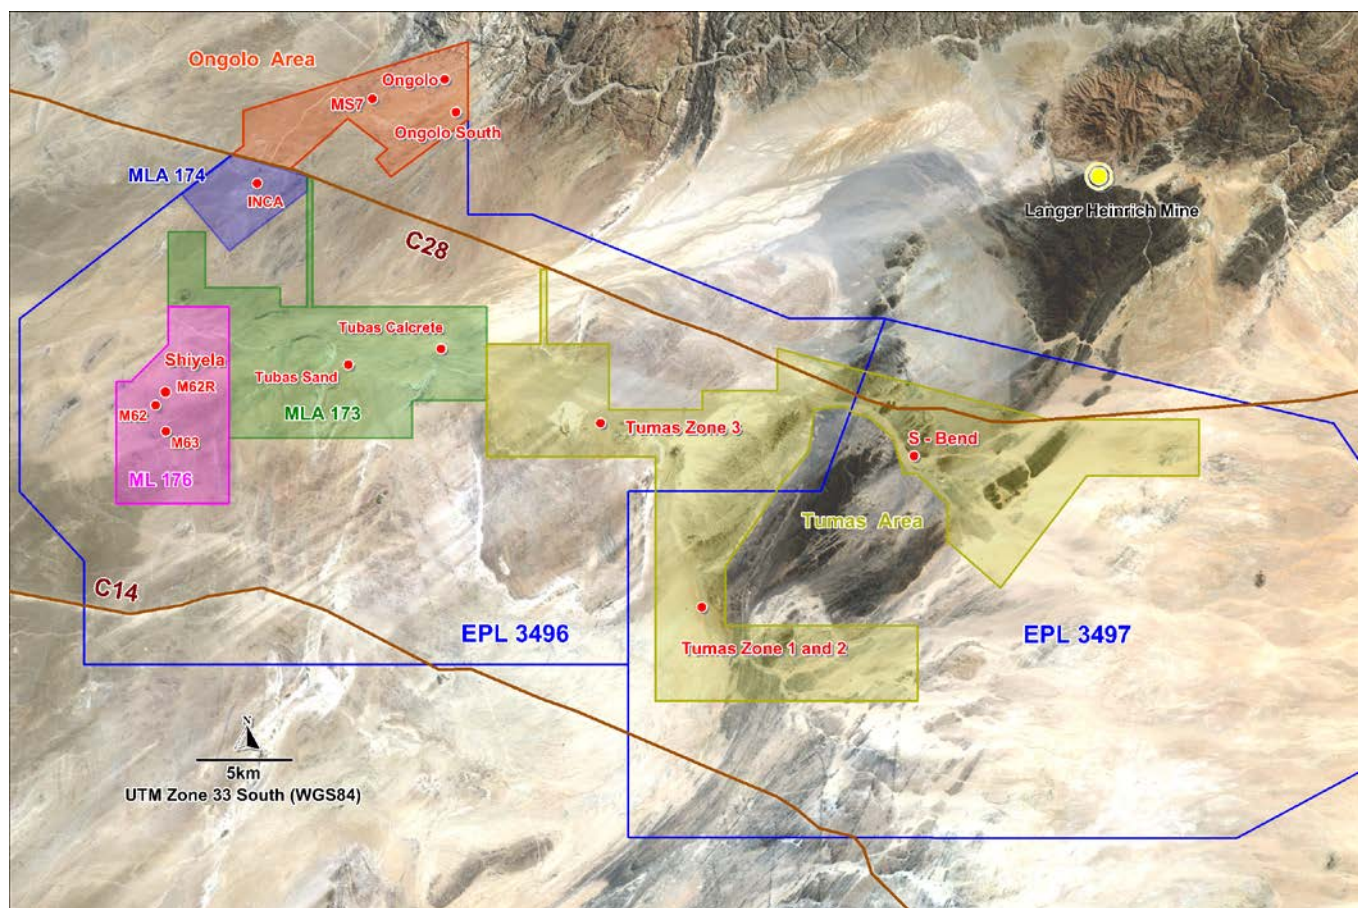 Ongolo Area
Ongolo
MS7
Ongolo South
MLA 174
INCA
Langer Heinrich Mine
C28
Tubas Calcrete
Shiyela
Tubas Sand
M62R
M62
MLA 173
M63
Tumas Zone 3
S - Bend
ML 176
Tumas Area
C14
EPL 3496
EPL 3497
Tumas Zone 1 and 2
N
5km
UTM Zone 33 South (WGS84)